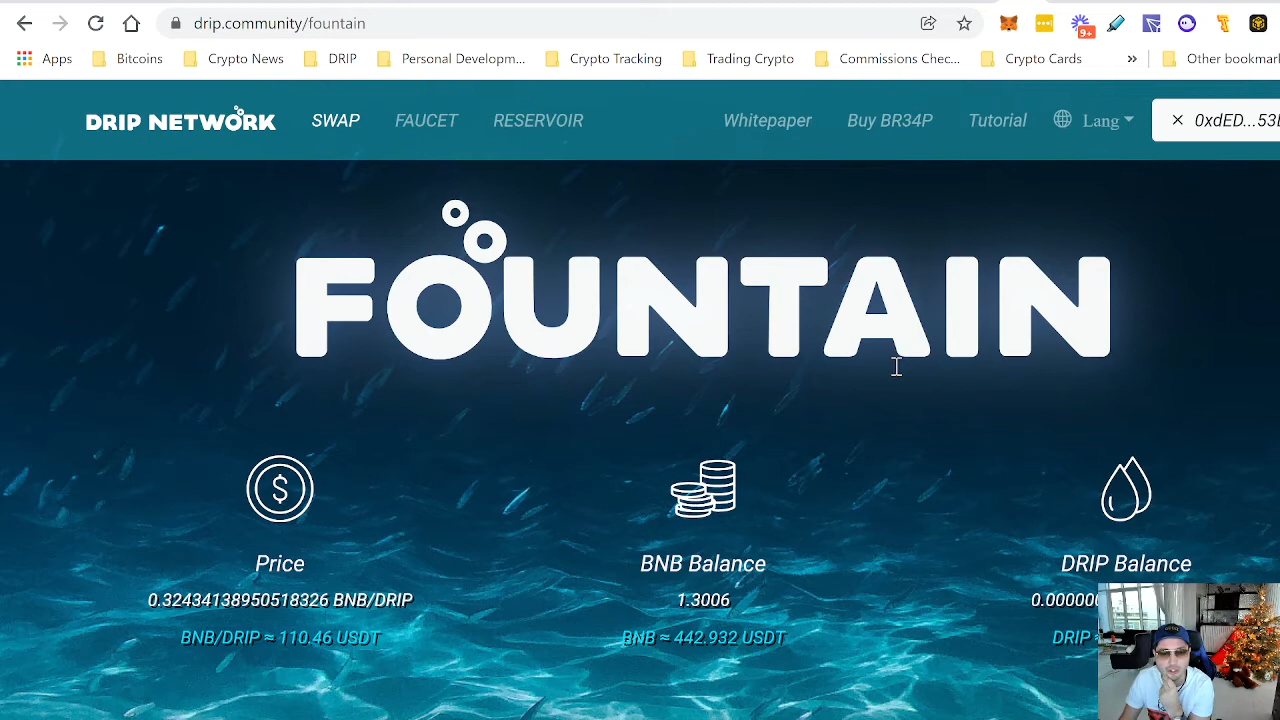 drip.community/fountain
9+
Apps Bitcoins Crypto News DRIP Personal Developm... Crypto Tracking Trading Crypto Commissions Chec... Crypto Cards » Other bookmar
DRIP NETWORK SWAP FAUCET RESERVOIR Whitepaper Buy BR34P Tutorial Lang × 0xdED...53
FOUNTAIN
Price BNB Balance DRIP Balance
0.32434138950518326 BNB/DRIP 1.3006 0.00000
BNB/DRIP ≈ 110.46 USDT BNB ≈ 442.932 USDT DRIP ≈